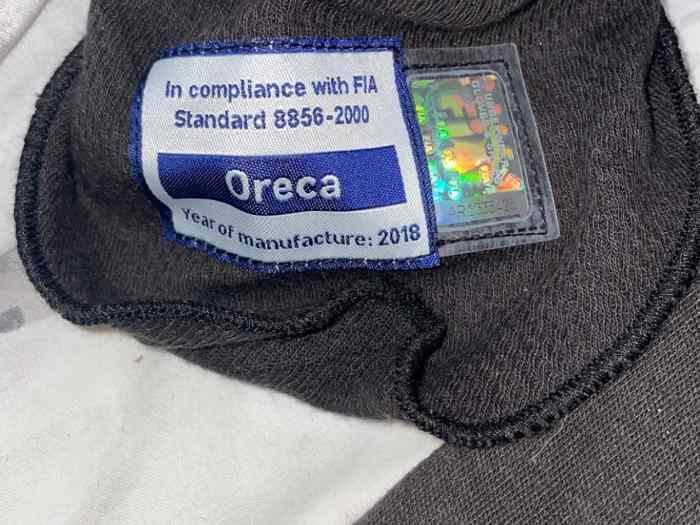 In compliance with FIA
Standard 8856-2000
Oreca
Year of manufacture: 2018